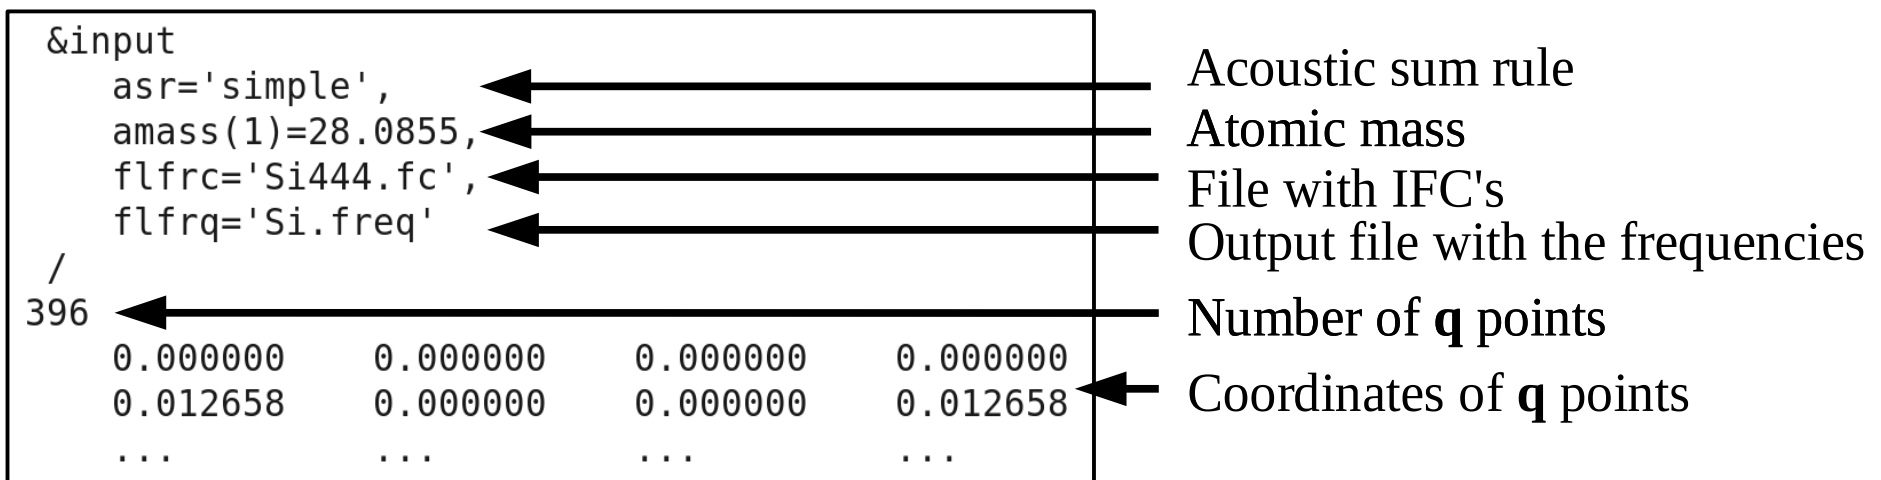 &input
asr='simple',
Acoustic sum rule
amass(1)=28.0855,
Atomic mass
flfrc='Si444.fc',
File with IFC's
flfrq='Si.freq'
Output file with the frequencies
/
396
Number of q points
0.000000 0.000000 0.000000 0.000000
0.012658 0.000000 0.000000 0.012658
Coordinates of q points
... ... ... ...